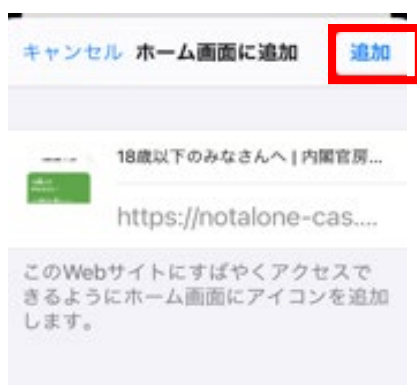 キャンセル ホーム画面に追加 追加
18歳以下のみなさんへ | 内閣官房...
https://notalone-cas....
このWebサイトにすばやくアクセスで
きるようにホーム画面にアイコンを追加
します。